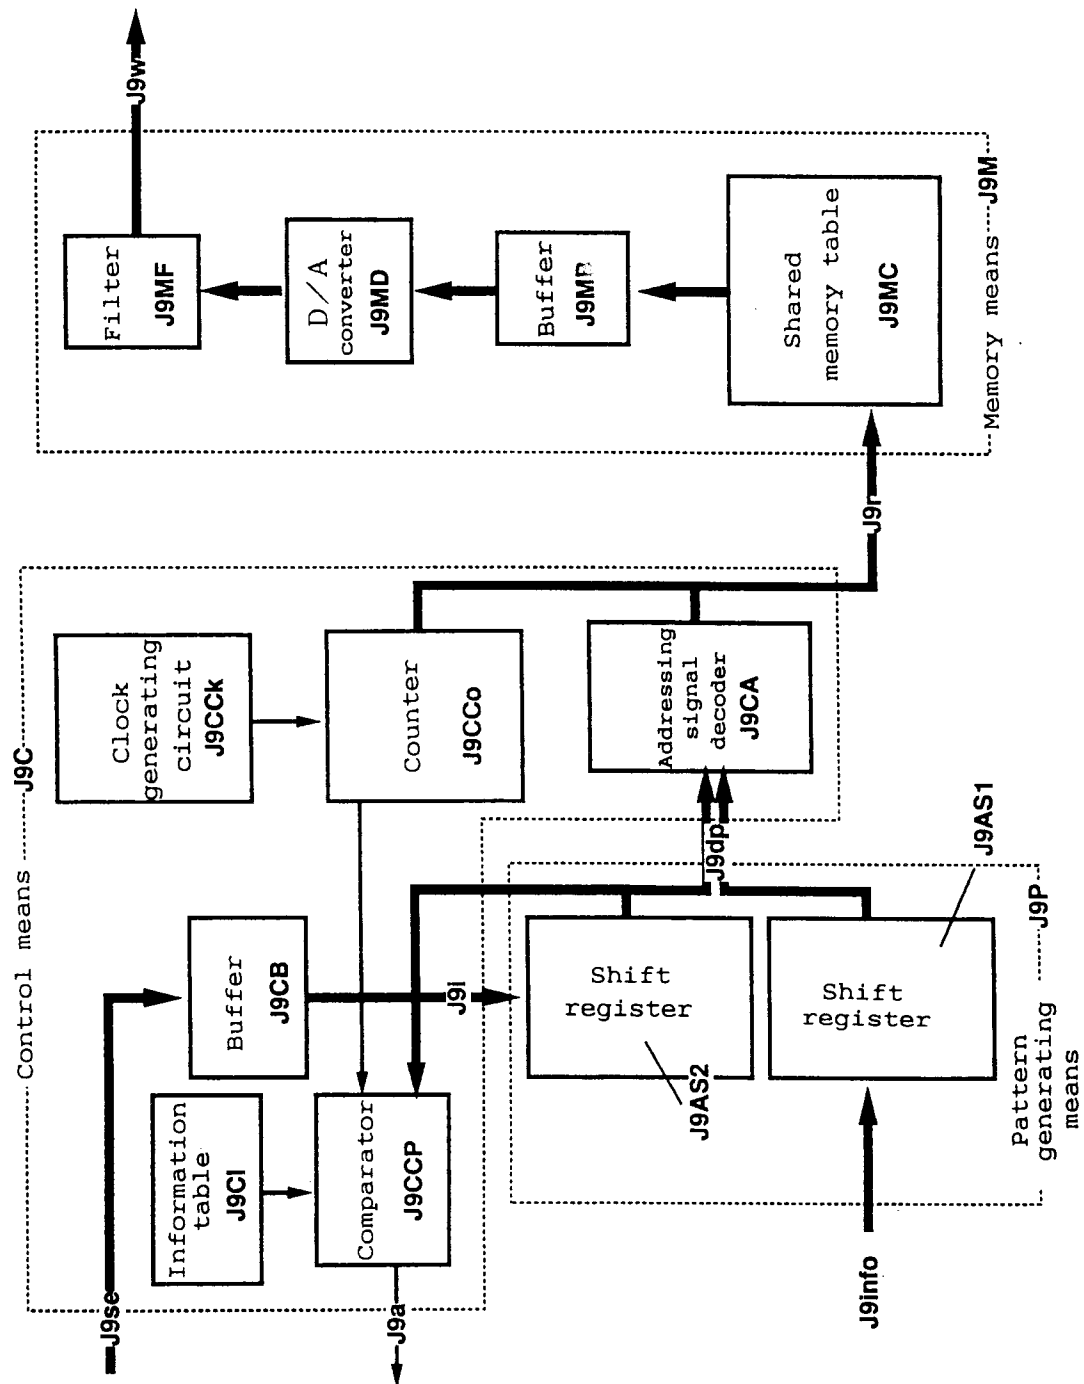 J9se
Control means
J9C
Information
table
J9CI
Buffer
J9CB
Clock
generating
circuit
J9CCk
Comparator
J9CCP
Counter
J9CCo
J9a
J9i
Addressing
signal
decoder
J9CA
J9dp
Shift
register
J9AS2
Shift
register
J9AS1
J9info
Pattern
generating
means
J9P
J9w
Filter
J9MF
D/A
converter
J9MD
Buffer
Shared
memory table
J9MC
Memory means
J9M